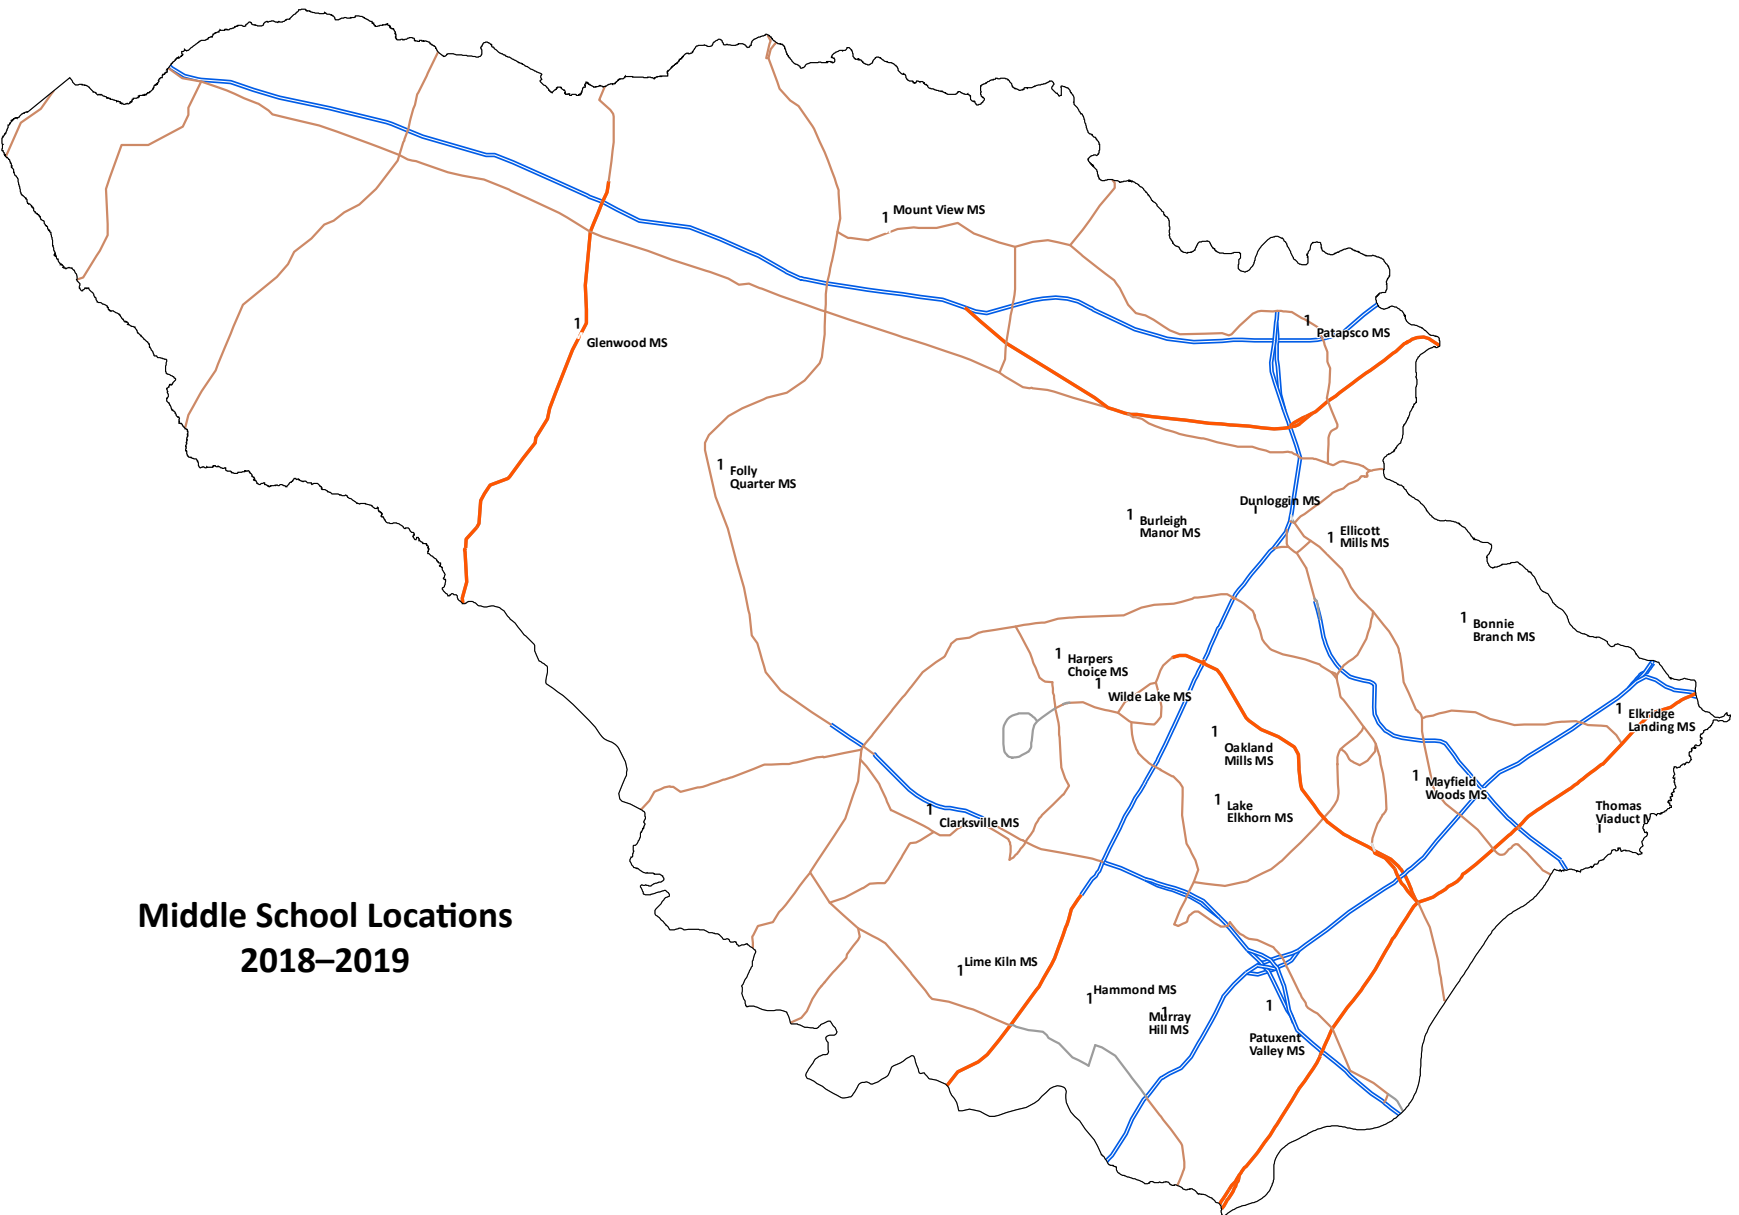 1 Mount View MS
1
Patapsco MS
1
Glenwood MS
1 Folly
Quarter MS
Dunloggin MS
1 Burleigh
Manor MS
1 Ellicott
Mills MS
1 Bonnie
Branch MS
1 Harpers
Choice MS
1
Wilde Lake MS
1 Elkridge
Landing MS
1
Oakland
Mills MS
1 Mayfield
Woods MS
1 Lake
Elkhorn MS
Thomas
Viaduct
1
Clarksville MS
Middle School Locations
2018–2019
1 Lime Kiln MS
1 Hammond MS
1
Murray
Hill MS
1
Patuxent
Valley MS